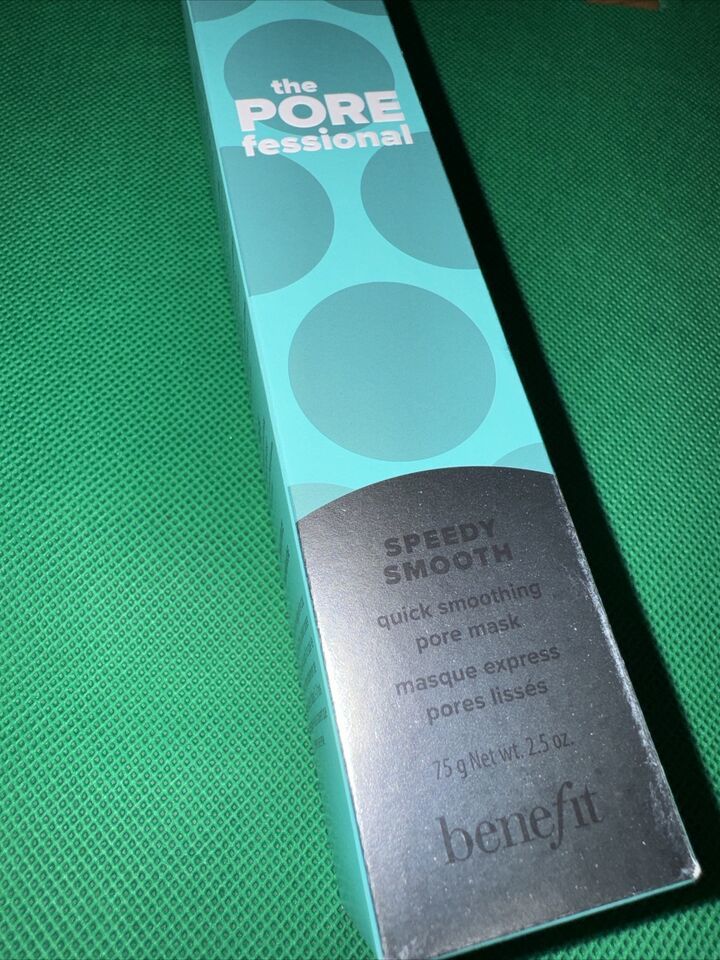 the
PORE
fessional
SPEEDY
SMOOTH
quick smoothing
pore mask
masque express
pores lissés
75 g Net wt. 2.5 oz.
benefit